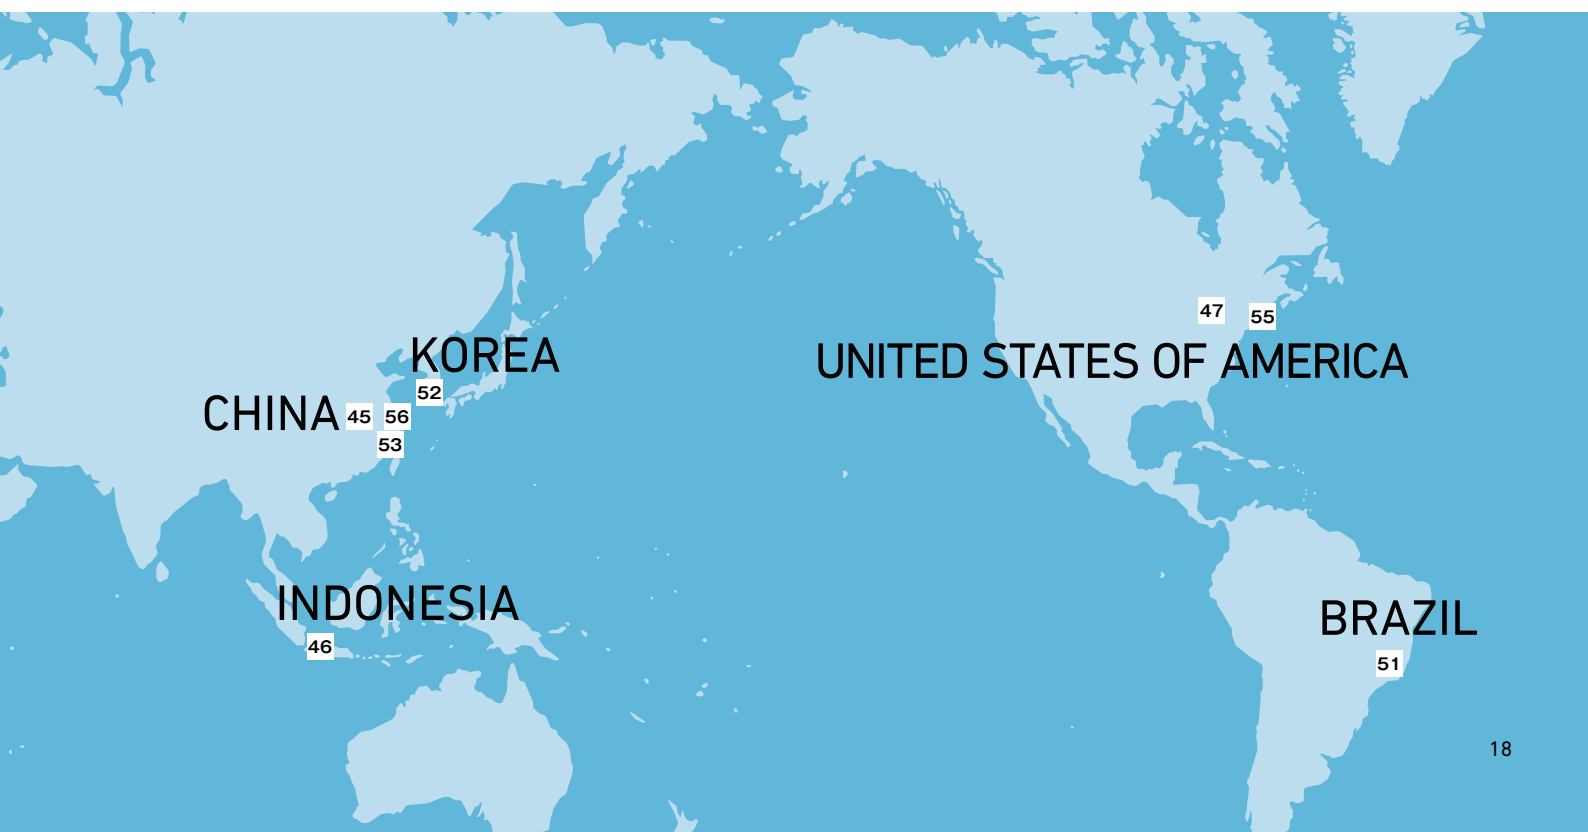 47
55
KOREA
UNITED STATES OF AMERICA
52
CHINA 45 56
53
INDONESIA
46
BRAZIL
51
18